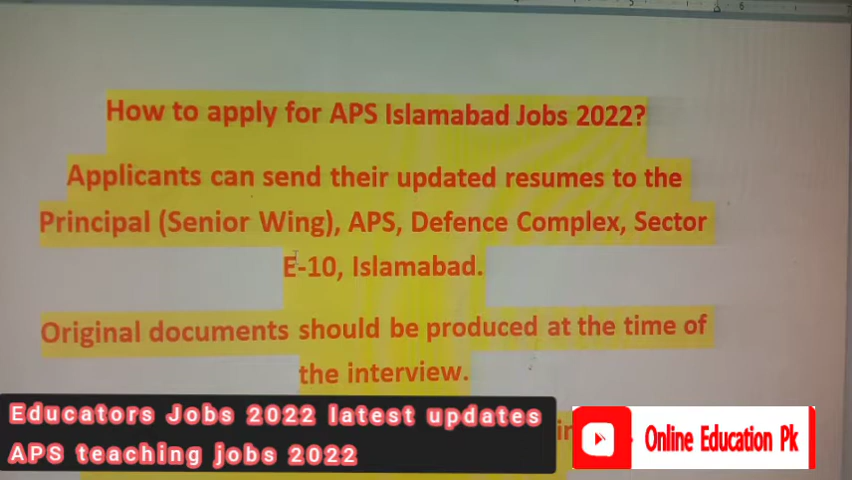 How to apply for APS Islamabad Jobs 2022?
Applicants can send their updated resumes to the
Principal (Senior Wing), APS, Defence Complex, Sector
E-10, Islamabad.
Original documents should be produced at the time of
the interview.
Educators Jobs 2022 latest updates
APS teaching jobs 2022
Online Education Pk